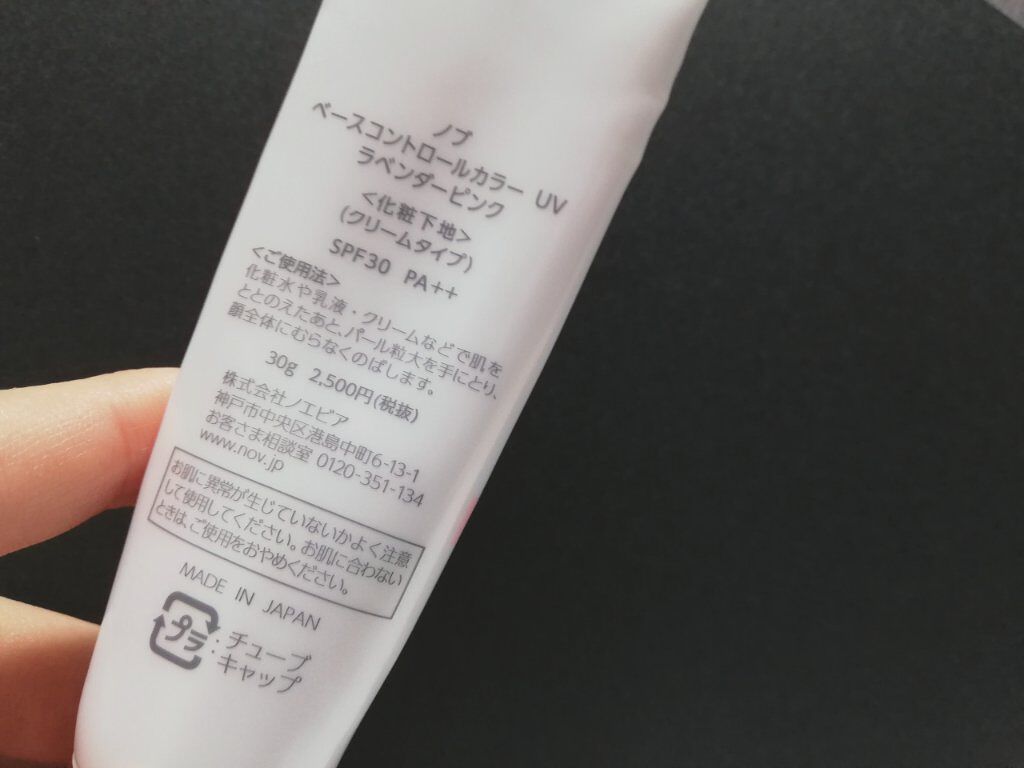 ノブ
ベースコントロールカラー UV
ラベンダーピンク
<化粧下地>
(クリームタイプ)
SPF30 PA++
<ご使用法>
化粧水や乳液・クリームなどで肌を
ととのえたあと、パール粒大を手にとり、
顔全体にむらなくのばします。
30g 2,500円(税抜)
株式会社ノエビア
神戸市中央区港島中町6-13-1
お客さま相談室 0120-351-134
www.nov.jp
お肌に異常が生じていないかよく注意
して使用してください。お肌に合わない
ときは、ご使用をおやめください。
MADE IN JAPAN
プラ:チューブ
キャップ